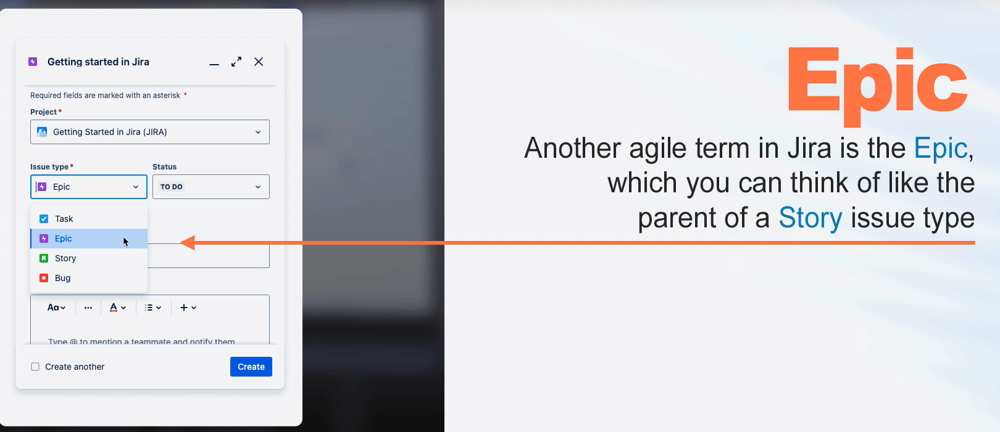 Getting started in Jira
Required fields are marked with an asterisk *
Project *
Getting Started in Jira (JIRA)
Issue type *
Status
Epic
TO DO
Task
Epic
Story
Bug
Aa
A
Type @ to mention a teammate and notify them
Create another
Create
Epic
Another agile term in Jira is the Epic,
which you can think of like the
parent of a Story issue type